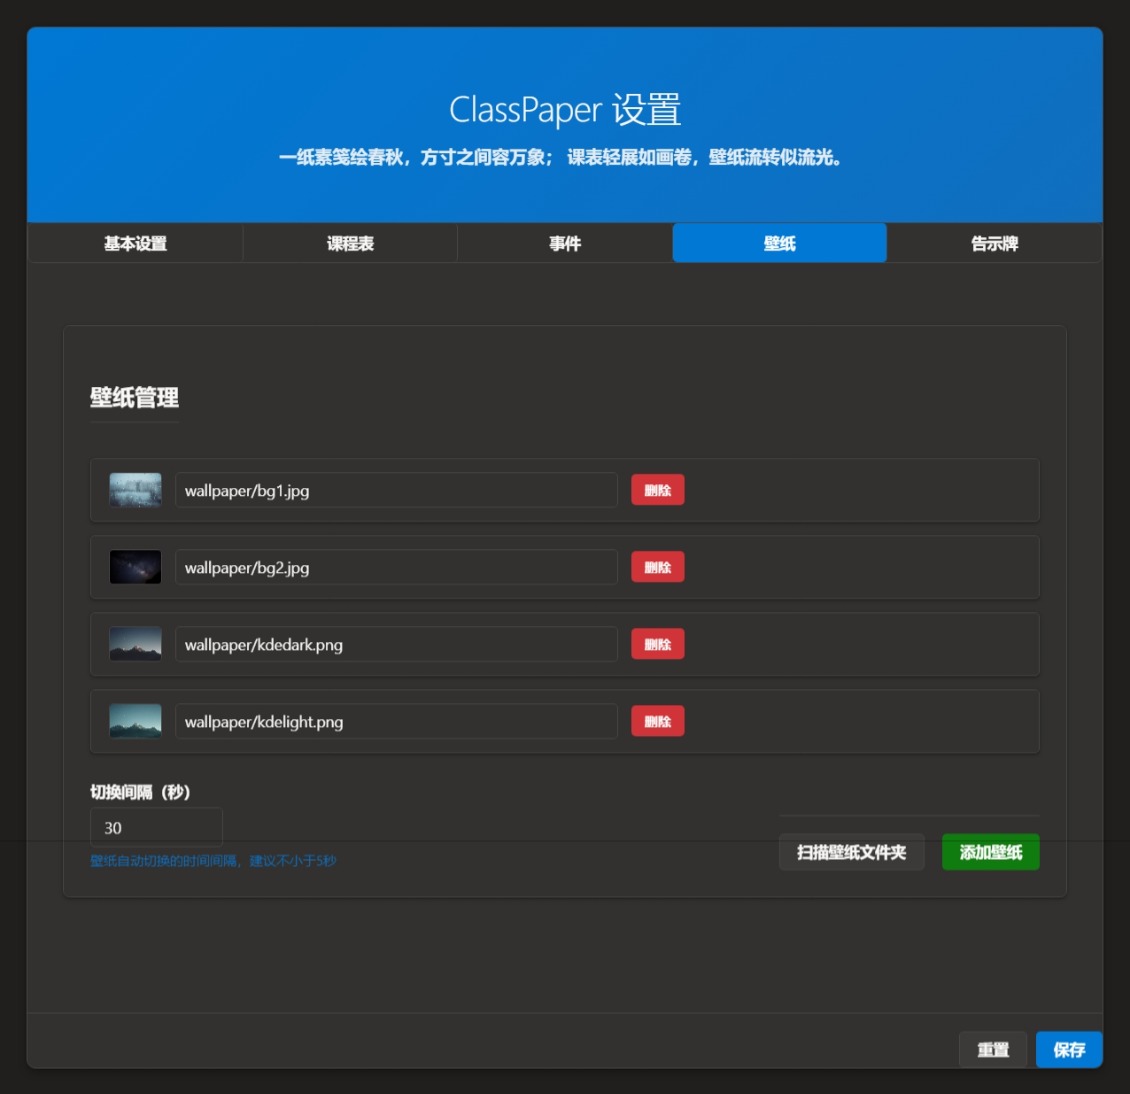 ClassPaper 设置
一纸素笺绘春秋，方寸之间容万象； 课表轻展如画卷，壁纸流转似流光。
基本设置 课程表 事件 壁纸 告示牌
壁纸管理
wallpaper/bg1.jpg 删除
wallpaper/bg2.jpg 删除
wallpaper/kdedark.png 删除
wallpaper/kdelight.png 删除
切换间隔（秒）
30
壁纸自动切换的时间间隔，建议不小于5秒
扫描壁纸文件夹 添加壁纸
重置 保存